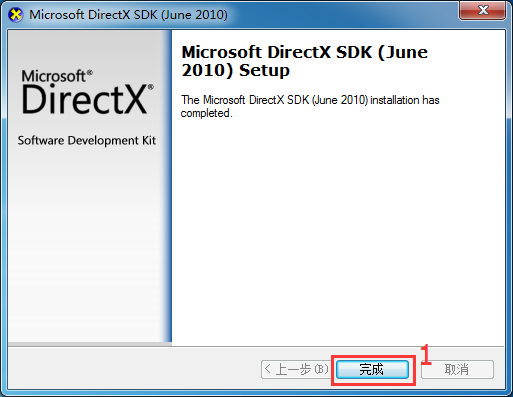 Microsoft DirectX SDK (June 2010)
Microsoft DirectX SDK (June
2010) Setup
The Microsoft DirectX SDK (June 2010) installation has
completed.
Microsoft®
DirectX®
Software Development Kit
1
< 上一步(B)
完成
取消